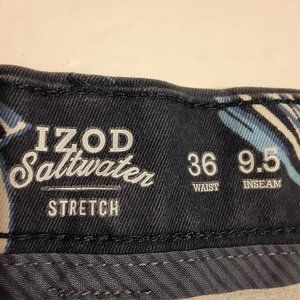 IZOD
Saltwater
STRETCH
36 9.5
WAIST INSEAM